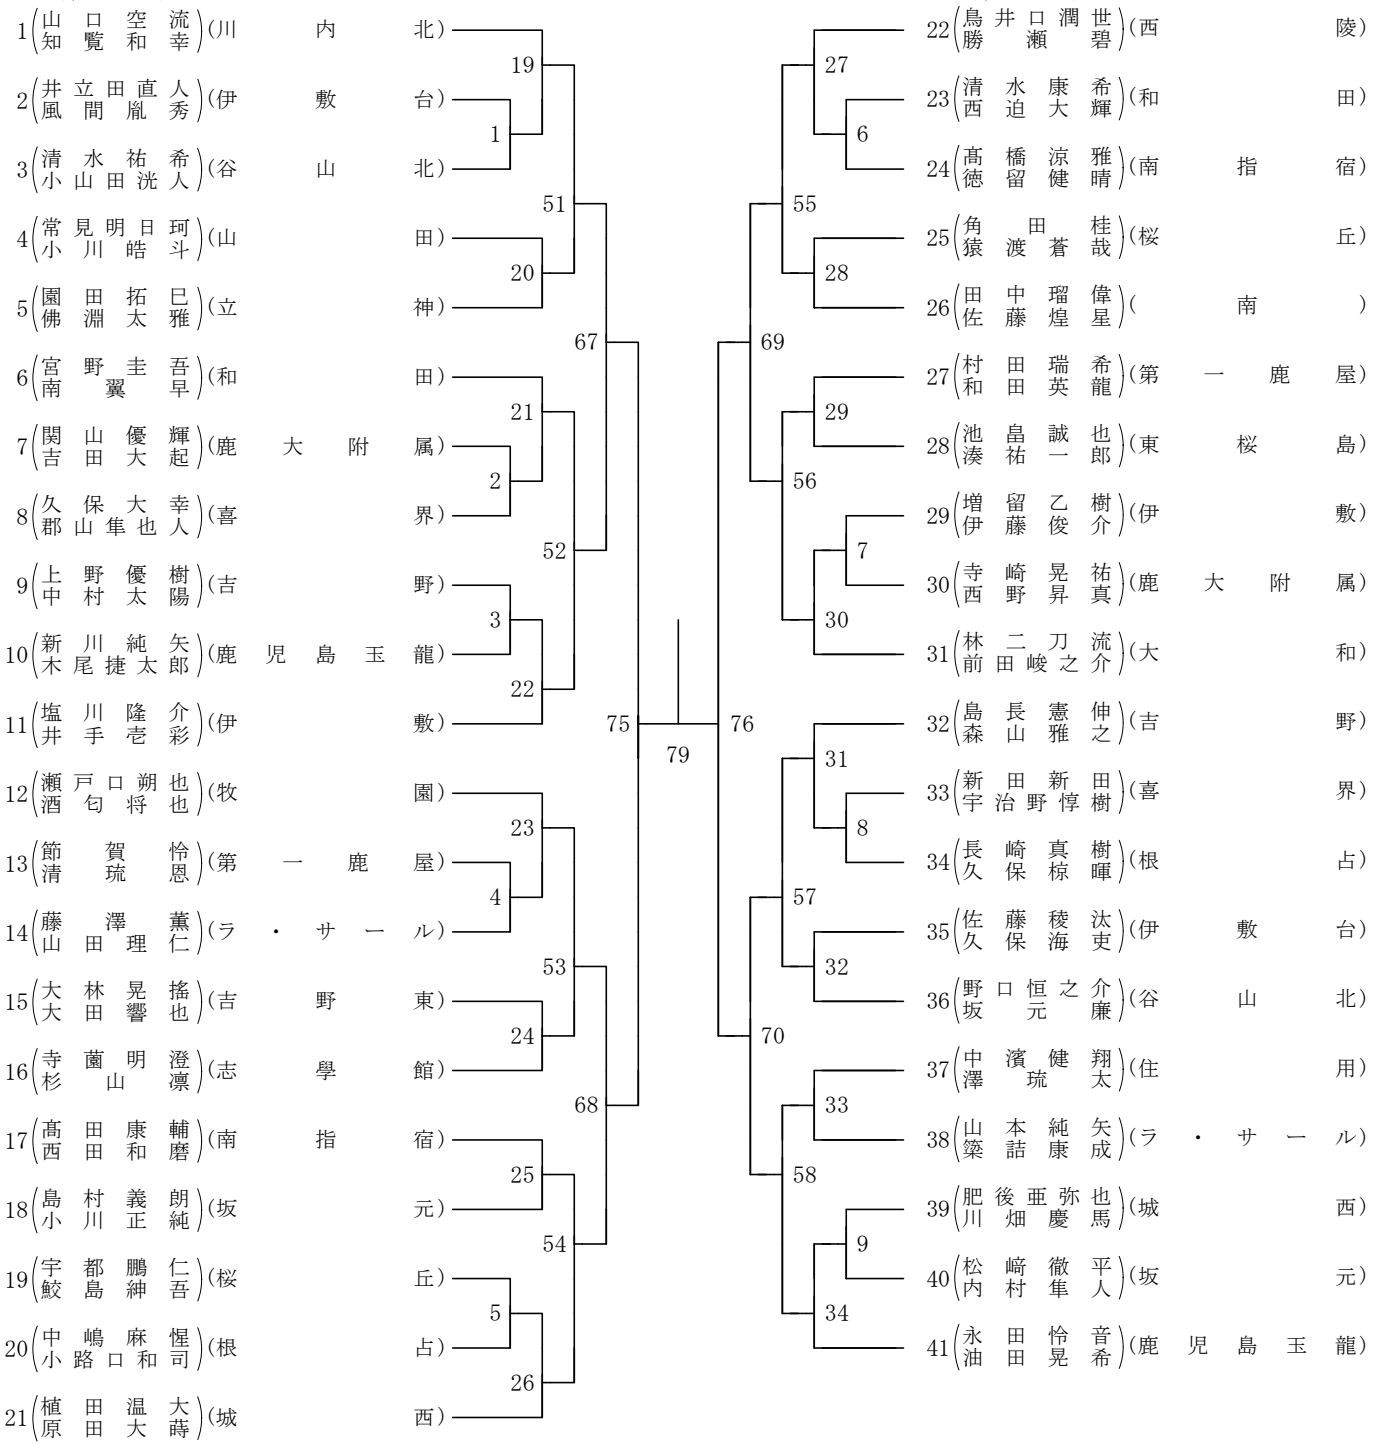 1(山口空流 知覧和幸)(川内北)
2(井立田直人 風間胤秀)(伊敷台)
3(清水祐希 小山田洸人)(谷山北)
4(常見明日珂 小川皓斗)(山田)
5(園田拓巳 佛淵太雅)(立神)
6(宮野圭吾 南翼早)(和田)
7(関山優輝 吉田大起)(鹿大附属)
8(久保大幸 郡山隼也人)(喜界)
9(上野優樹 中村太陽)(吉野)
10(新川純矢 木尾捷太郎)(鹿児島玉龍)
11(塩川隆介 井手壱彩)(伊敷)
12(瀬戸口朔也 酒匂将也)(牧園)
13(節賀怜 清琉恩)(第一鹿屋)
14(藤澤薫 山田理仁)(ラ・サール)
15(大林晃搖 大田響也)(吉野東)
16(寺薗明澄 杉山凛)(志學館)
17(髙田康輔 西田和磨)(南指宿)
18(島村義朗 小川正純)(坂元)
19(宇都鵬仁 鮫島紳吾)(桜丘)
20(中嶋麻惺 小路口和司)(根占)
21(植田温大 原田大蒔)(城西)
19
1
51
20
67
21
2
52
3
22
75
23
4
53
24
68
25
54
5
26
79
22(鳥井口潤世 勝瀬碧)(西陵)
23(清水康希 西迫大輝)(和田)
24(髙橋涼雅 徳留健晴)(南指宿)
25(角田桂 猿渡蒼哉)(桜丘)
26(田中瑠偉 佐藤煌星)(南)
27(村田瑞希 和田英龍)(第一鹿屋)
28(池畠誠也 湊祐一郎)(東桜島)
29(増留乙樹 伊藤俊介)(伊敷)
30(寺崎晃祐 西野昇真)(鹿大附属)
31(林二刀流 前田峻之介)(大和)
32(島長憲伸 森山雅之)(吉野)
33(新田新田 宇治野惇樹)(喜界)
34(長崎真樹 久保椋暉)(根占)
35(佐藤稜汰 久保海吏)(伊敷台)
36(野口恒之介 坂元廉)(谷山北)
37(中濱健翔 澤琉太)(住用)
38(山本純矢 築詰康成)(ラ・サール)
39(肥後亜弥也 川畑慶馬)(城西)
40(松﨑徹平 内村隼人)(坂元)
41(永田怜音 油田晃希)(鹿児島玉龍)
27
6
55
28
69
29
56
7
30
76
31
8
57
32
70
33
58
9
34